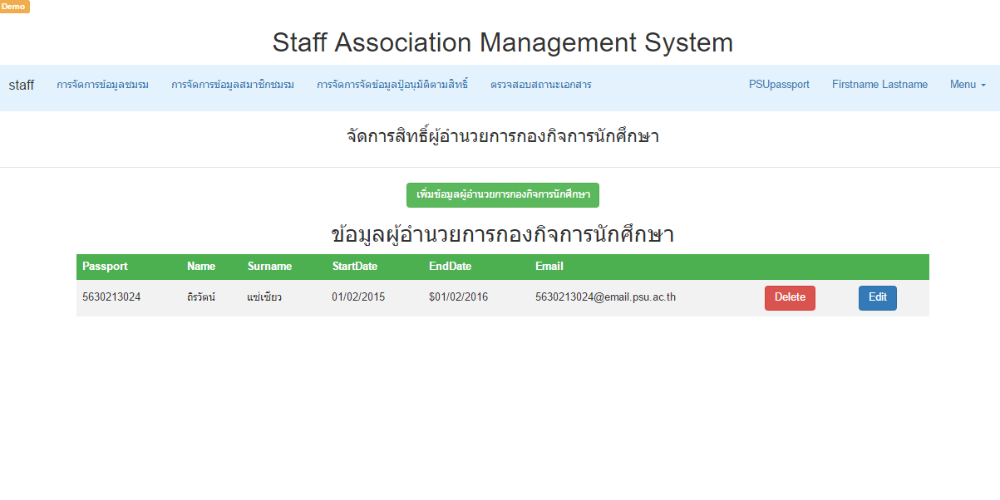 Demo
Staff Association Management System
staff การจัดการข้อมูลชมรม การจัดการข้อมูลสมาชิกชมรม การจัดการจัดข้อมูลผู้อนุมัติตามสิทธิ์ ตรวจสอบสถานะเอกสาร PSUpassport Firstname Lastname Menu
จัดการสิทธิ์ผู้อำนวยการกองกิจการนักศึกษา
เพิ่มข้อมูลผู้อำนวยการกองกิจการนักศึกษา
ข้อมูลผู้อำนวยการกองกิจการนักศึกษา
Passport Name Surname StartDate EndDate Email
5630213024 ถิรวัตน์ แซ่เซียว 01/02/2015 $01/02/2016 5630213024@email.psu.ac.th Delete Edit